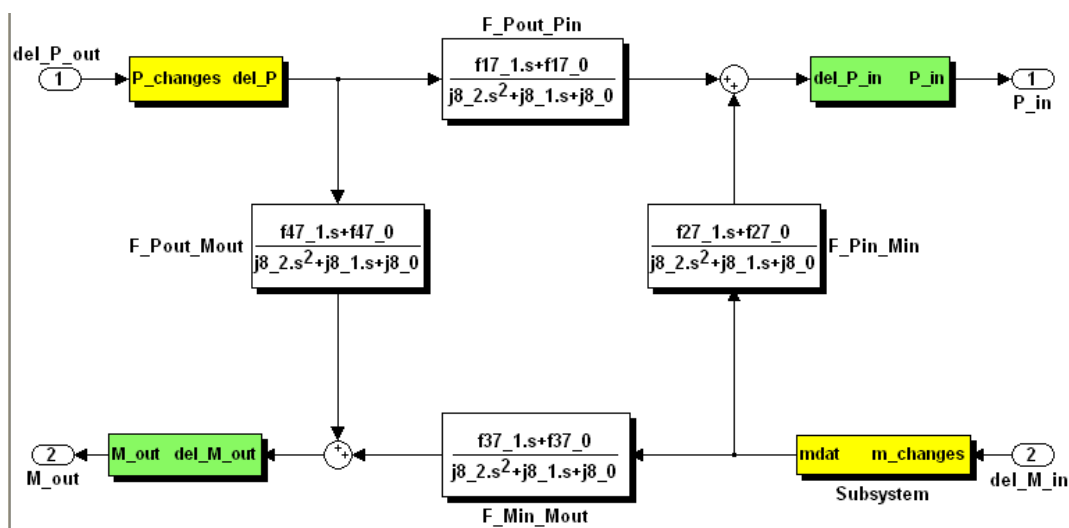 F_Pout_Pin
del_P_out
1
P_changes del_P
f17_1.s+f17_0
j8_2.s²+j8_1.s+j8_0
++
del_P_in P_in
1
P_in
F_Pout_Mout
f47_1.s+f47_0
j8_2.s²+j8_1.s+j8_0
f27_1.s+f27_0
j8_2.s²+j8_1.s+j8_0
F_Pin_Min
2
M_out
M_out del_M_out
++
f37_1.s+f37_0
j8_2.s²+j8_1.s+j8_0
F_Min_Mout
mdat m_changes
Subsystem
2
del_M_in